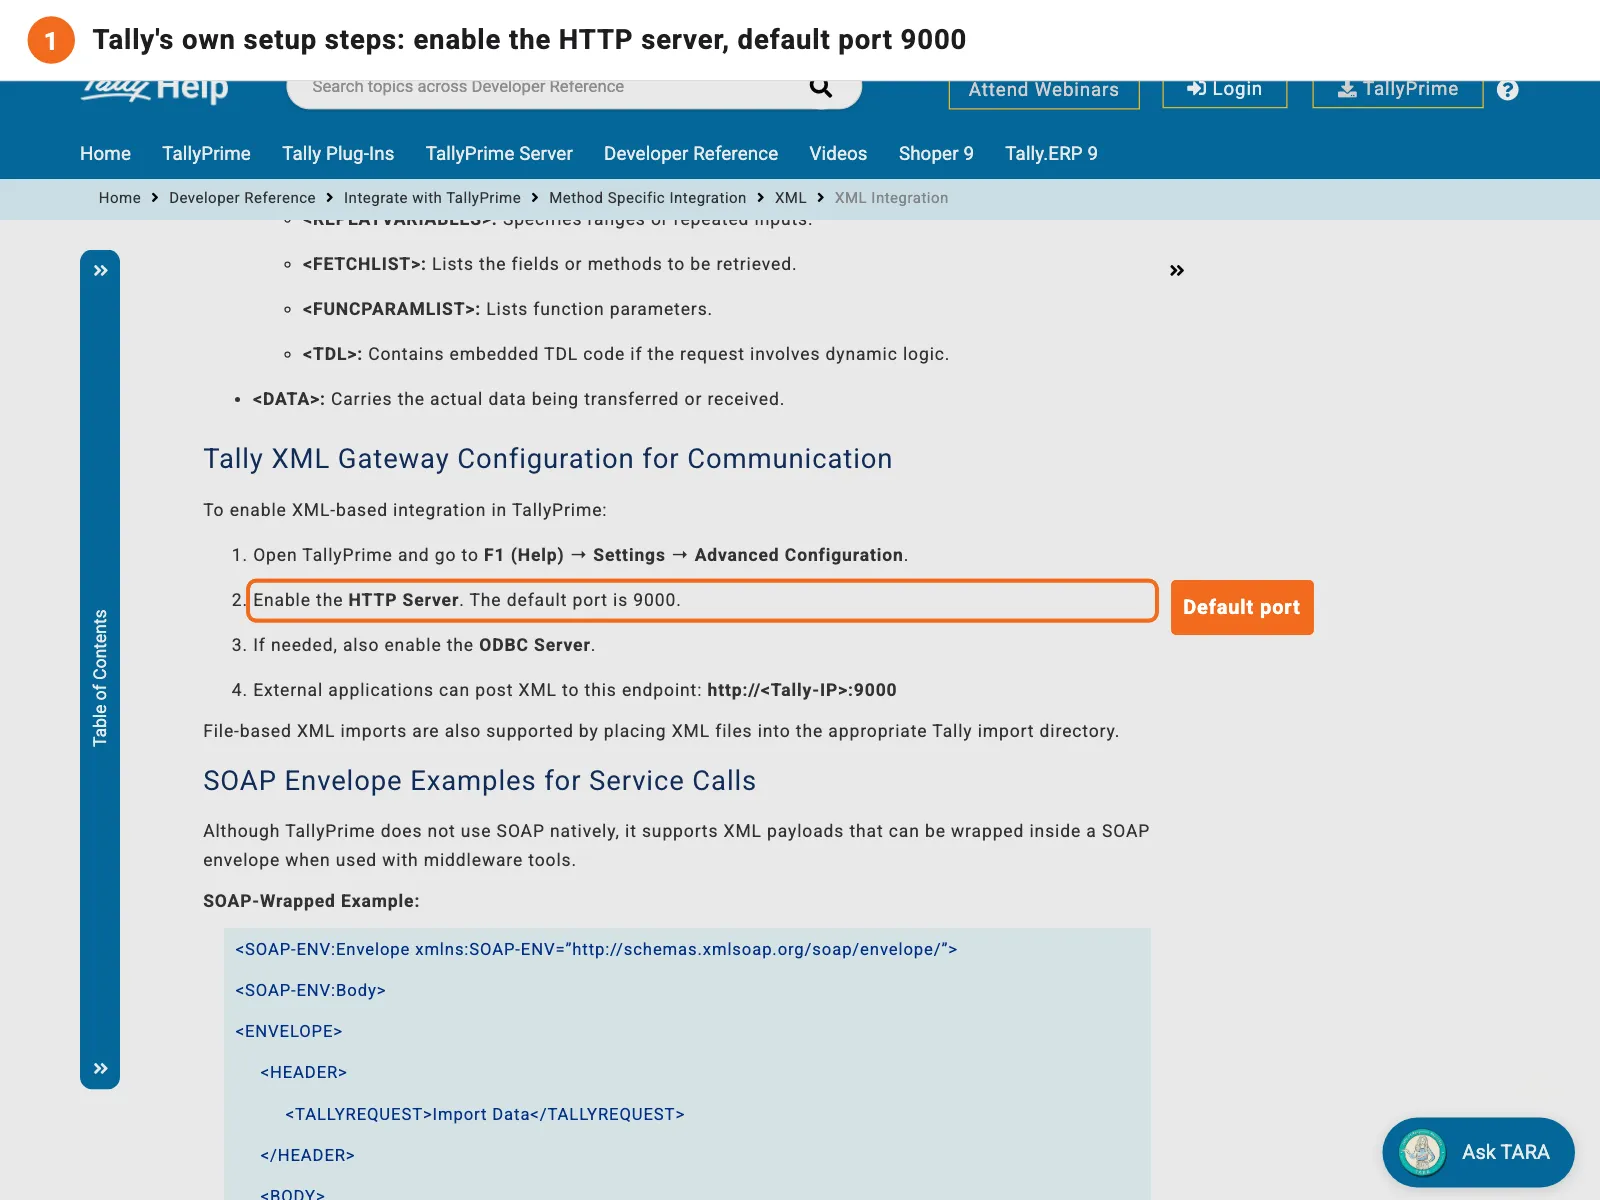 1 Tally's own setup steps: enable the HTTP server, default port 9000
Tally Help
Search topics across Developer Reference
Attend Webinars
Login
TallyPrime
?
Home TallyPrime Tally Plug-Ins TallyPrime Server Developer Reference Videos Shoper 9 Tally.ERP 9
Home > Developer Reference > Integrate with TallyPrime > Method Specific Integration > XML > XML Integration
<REPEATVARIABLES>: Specifies ranges or repeated inputs.
<FETCHLIST>: Lists the fields or methods to be retrieved.
<FUNCPARAMLIST>: Lists function parameters.
<TDL>: Contains embedded TDL code if the request involves dynamic logic.
• <DATA>: Carries the actual data being transferred or received.
Tally XML Gateway Configuration for Communication
To enable XML-based integration in TallyPrime:
1. Open TallyPrime and go to F1 (Help) → Settings → Advanced Configuration.
2. Enable the HTTP Server. The default port is 9000.
Default port
3. If needed, also enable the ODBC Server.
4. External applications can post XML to this endpoint: http://<Tally-IP>:9000
File-based XML imports are also supported by placing XML files into the appropriate Tally import directory.
Table of Contents
SOAP Envelope Examples for Service Calls
Although TallyPrime does not use SOAP natively, it supports XML payloads that can be wrapped inside a SOAP
envelope when used with middleware tools.
SOAP-Wrapped Example:
<SOAP-ENV:Envelope xmlns:SOAP-ENV=”http://schemas.xmlsoap.org/soap/envelope/”>
<SOAP-ENV:Body>
<ENVELOPE>
<HEADER>
<TALLYREQUEST>Import Data</TALLYREQUEST>
</HEADER>
<BODY>
Ask TARA